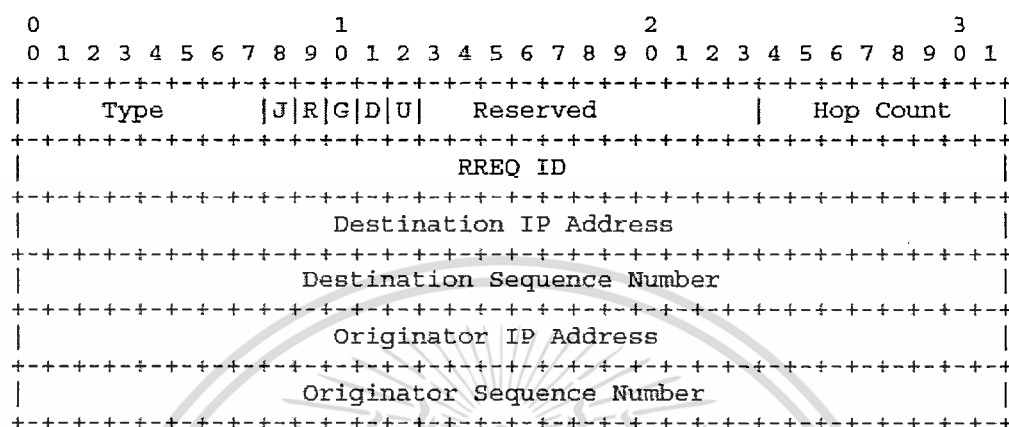 0                   1                   2                   3
0 1 2 3 4 5 6 7 8 9 0 1 2 3 4 5 6 7 8 9 0 1 2 3 4 5 6 7 8 9 0 1
+-+-+-+-+-+-+-+-+-+-+-+-+-+-+-+-+-+-+-+-+-+-+-+-+-+-+-+-+-+-+-+-+
|     Type      |J|R|G|D|U|   Reserved          |   Hop Count   |
+-+-+-+-+-+-+-+-+-+-+-+-+-+-+-+-+-+-+-+-+-+-+-+-+-+-+-+-+-+-+-+-+
|                            RREQ ID                            |
+-+-+-+-+-+-+-+-+-+-+-+-+-+-+-+-+-+-+-+-+-+-+-+-+-+-+-+-+-+-+-+-+
|                    Destination IP Address                     |
+-+-+-+-+-+-+-+-+-+-+-+-+-+-+-+-+-+-+-+-+-+-+-+-+-+-+-+-+-+-+-+-+
|                  Destination Sequence Number                  |
+-+-+-+-+-+-+-+-+-+-+-+-+-+-+-+-+-+-+-+-+-+-+-+-+-+-+-+-+-+-+-+-+
|                    Originator IP Address                      |
+-+-+-+-+-+-+-+-+-+-+-+-+-+-+-+-+-+-+-+-+-+-+-+-+-+-+-+-+-+-+-+-+
|                  Originator Sequence Number                   |
+-+-+-+-+-+-+-+-+-+-+-+-+-+-+-+-+-+-+-+-+-+-+-+-+-+-+-+-+-+-+-+-+